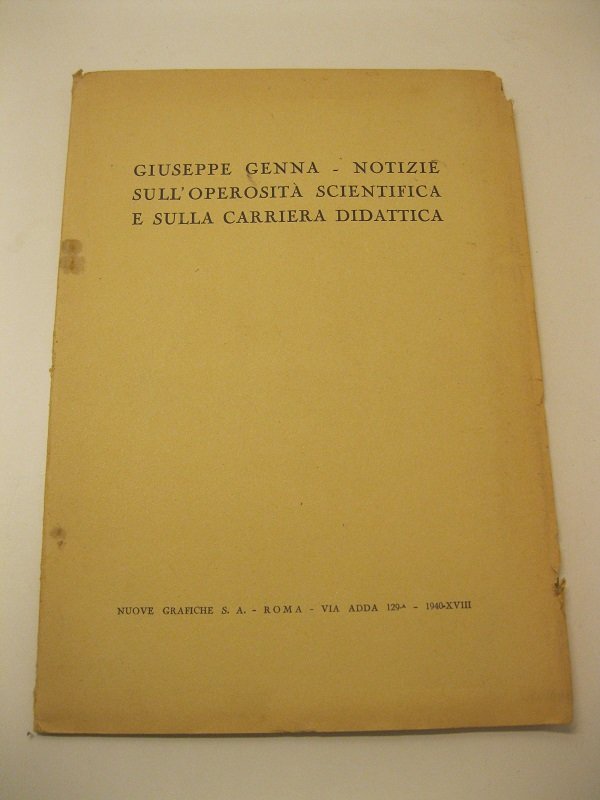 GIUSEPPE GENNA - NOTIZIE
SULL'OPEROSITÀ SCIENTIFICA
E SULLA CARRIERA DIDATTICA
NUOVE GRAFICHE S. A. - ROMA - VIA ADDA 129-A - 1940-XVIII